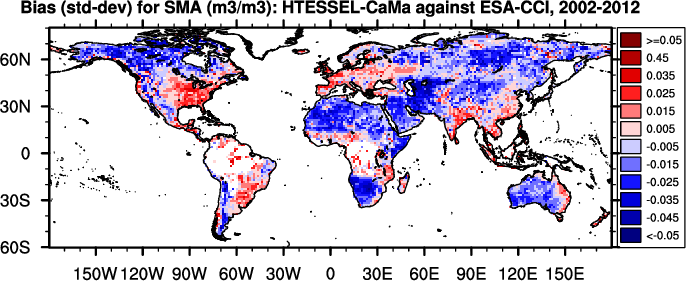 Bias (std-dev) for SMA (m3/m3): HTESSEL-CaMa against ESA-CCI, 2002-2012
>=0.05
0.45
0.035
0.025
0.015
0.005
-0.005
-0.015
-0.025
-0.035
-0.045
<-0.05
60N
30N
0
30S
60S
150W 120W 90W 60W 30W 0 30E 60E 90E 120E 150E